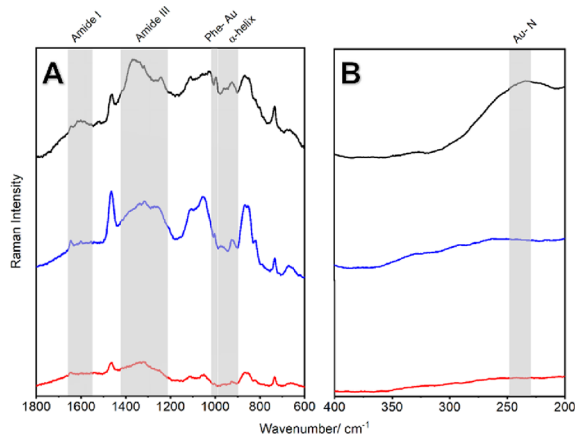 Amide I
Amide III
Phe- Au
α-helix
Au- N
A
B
Raman Intensity
1800 1600 1400 1200 1000 800 600
400 350 300 250 200
Wavenumber/ cm-1